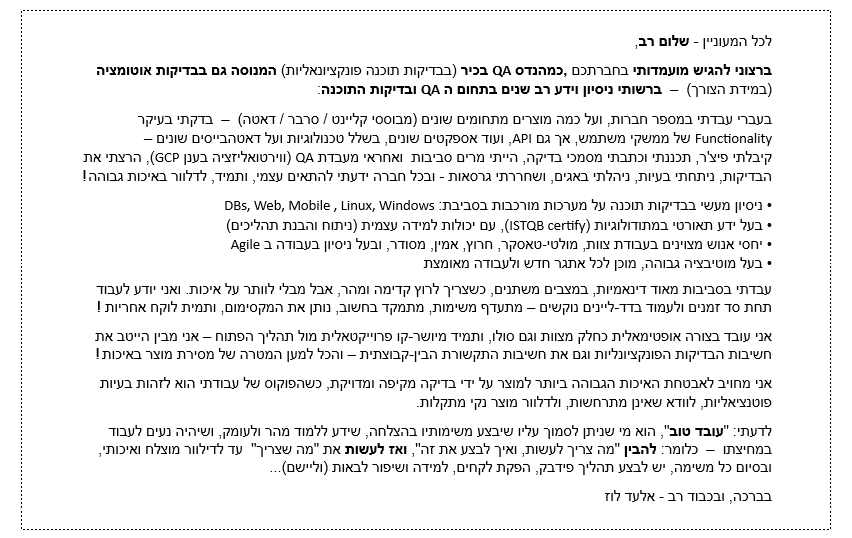 לכל המעוניין - שלום רב,
ברצוני להגיש מועמדותי בחברתכם ,כמהנדס QA בכיר (בבדיקות תוכנה פונקציונאליות) המנוסה גם בבדיקות אוטומציה
(במידת הצורך) – ברשותי ניסיון וידע רב שנים בתחום ה QA ובדיקות התוכנה:
בעברי עבדתי במספר חברות, ועל כמה מוצרים מתחומים שונים (מבוססי קליינט / סרבר / דאטה) – בדקתי בעיקר
Functionality של ממשקי משתמש, אך גם API, ועוד אספקטים שונים, בשלל טכנולוגיות ועל דאטהבייסים שונים –
קיבלתי פיצ'ר, תכננתי וכתבתי מסמכי בדיקה, הייתי מרים סביבות ואחראי מעבדת QA (ווירטואליזציה בענן GCP), הרצתי את
הבדיקות, ניתחתי בעיות, ניהלתי באגים, ושחררתי גרסאות - ובכל חברה ידעתי להתאים עצמי, ותמיד, לדלוור באיכות גבוהה!
• ניסיון מעשי בבדיקות תוכנה על מערכות מורכבות בסביבת: DBs, Web, Mobile , Linux, Windows
• בעל ידע תאורטי במתודולוגיות (ISTQB certify), עם יכולות למידה עצמית (ניתוח והבנת תהליכים)
• יחסי אנוש מצוינים בעבודת צוות, מולטי-טאסקר, חרוץ, אמין, מסודר, ובעל ניסיון בעבודה ב Agile
• בעל מוטיבציה גבוהה, מוכן לכל אתגר חדש ולעבודה מאומצת
עבדתי בסביבות מאוד דינאמיות, במצבים משתנים, כשצריך לרוץ קדימה ומהר, אבל מבלי לוותר על איכות. ואני יודע לעבוד
תחת סד זמנים ולעמוד בדד-ליינים נוקשים – מתעדף משימות, מתמקד בחשוב, נותן את המקסימום, ותמית לוקח אחריות !
אני עובד בצורה אופטימאלית כחלק מצוות וגם סולו, ותמיד מיושר-קו פרוייקטאלית מול תהליך הפתוח – אני מבין הייטב את
חשיבות הבדיקות הפונקציונליות וגם את חשיבות התקשורת הבין-קבוצתית – והכל למען המטרה של מסירת מוצר באיכות !
אני מחויב לאבטחת האיכות הגבוהה ביותר למוצר על ידי בדיקה מקיפה ומדויקת, כשהפוקוס של עבודתי הוא לזהות בעיות
פוטנציאליות, לוודא שאינן מתרחשות, ולדלוור מוצר נקי מתקלות.
לדעתי: "עובד טוב", הוא מי שניתן לסמוך עליו שיבצע משימותיו בהצלחה, שידע ללמוד מהר ולעומק, ושיהיה נעים לעבוד
במחיצתו – כלומר: להבין "מה צריך לעשות, ואיך לבצע את זה", ואז לעשות את "מה שצריך" עד לדילוור מוצלח ואיכותי,
ובסיום כל משימה, יש לבצע תהליך פידבק, הפקת לקחים, למידה ושיפור לבאות (וליישם)...
בברכה, ובכבוד רב - אלעד לוז